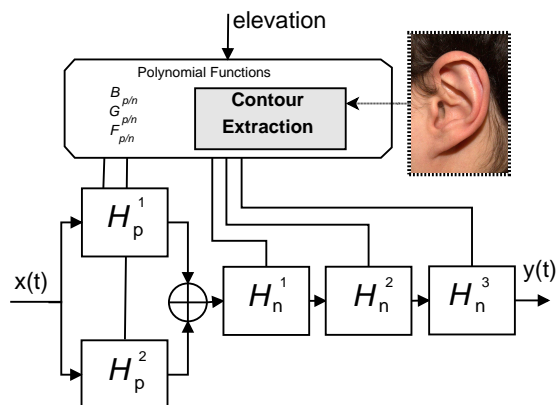 elevation
Polynomial Functions
B p/n
G p/n
F p/n
Contour
Extraction
H p 1
x(t)
H n 1
H n 2
H n 3
y(t)
H p 2